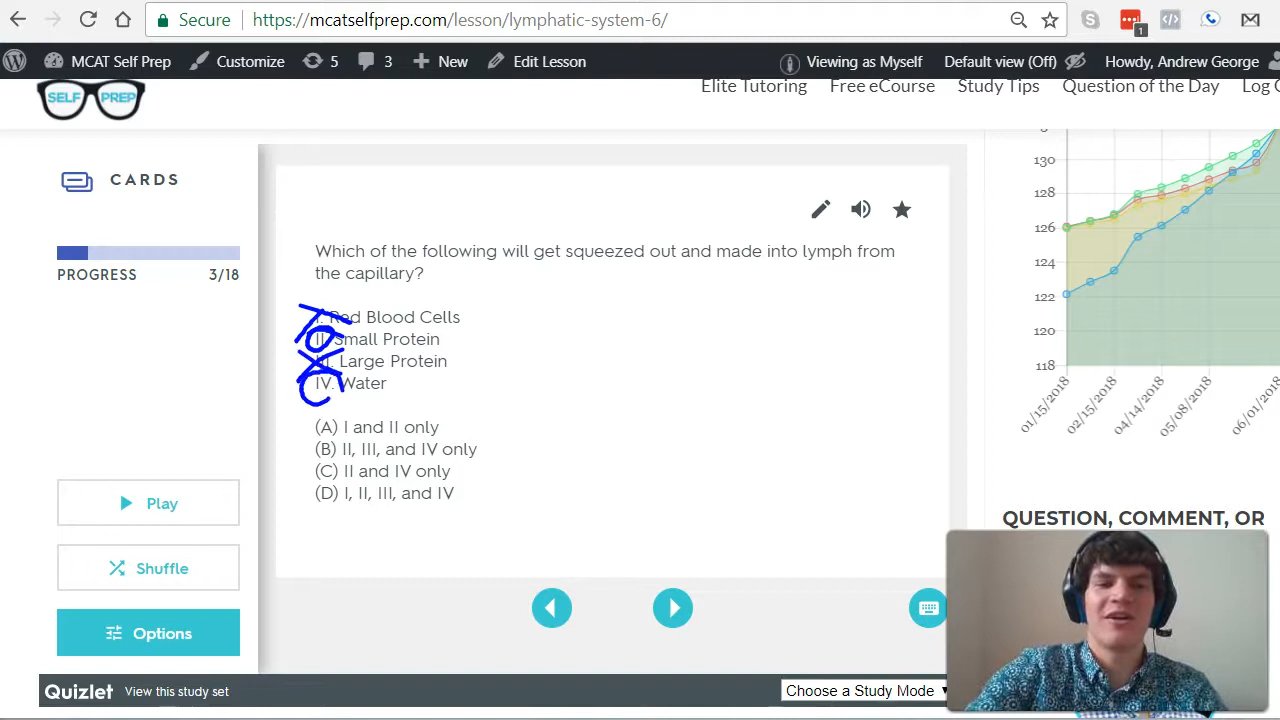 Secure https://mcatselfprep.com/lesson/lymphatic-system-6/
1
MCAT Self Prep Customize 5 3 New Edit Lesson Viewing as Myself Default view (Off) Howdy, Andrew George
SELF PREP
Elite Tutoring Free eCourse Study Tips Question of the Day Log
CARDS
PROGRESS 3/18
Play
Shuffle
Options
Which of the following will get squeezed out and made into lymph from
the capillary?
I. Red Blood Cells
II. Small Protein
III. Large Protein
IV. Water
(A) I and II only
(B) II, III, and IV only
(C) II and IV only
(D) I, II, III, and IV
130
128
126
124
122
120
118
01/15/2018
02/15/2018
04/14/2018
05/08/2018
06/01/2018
QUESTION, COMMENT, OR
Quizlet View this study set
Choose a Study Mode